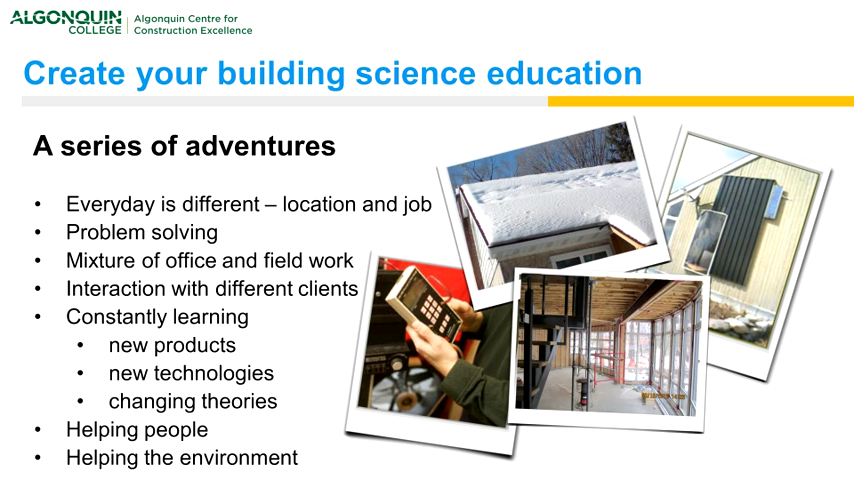 ALGONQUIN
COLLEGE
Algonquin Centre for
Construction Excellence
Create your building science education
A series of adventures
• Everyday is different – location and job
• Problem solving
• Mixture of office and field work
• Interaction with different clients
• Constantly learning
• new products
• new technologies
• changing theories
• Helping people
• Helping the environment